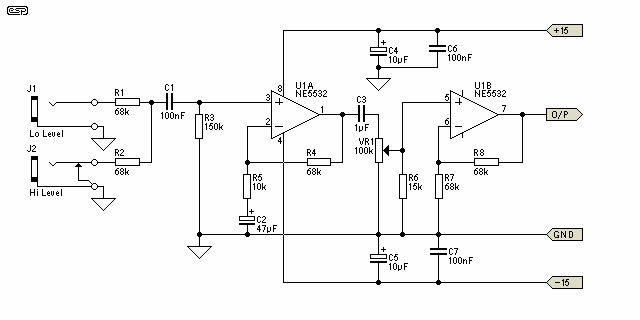 esp
+15
C4
10µF
C6
100nF
J1
Lo Level
R1
68k
C1
100nF
R3
150k
U1A
NE5532
8
3
+
2
−
1
4
C3
1µF
VR1
100k
U1B
NE5532
5
+
6
−
7
O/P
J2
Hi Level
R2
68k
R4
68k
R8
68k
R5
10k
R6
15k
R7
68k
+
C2
47µF
GND
+
C5
10µF
C7
100nF
−15